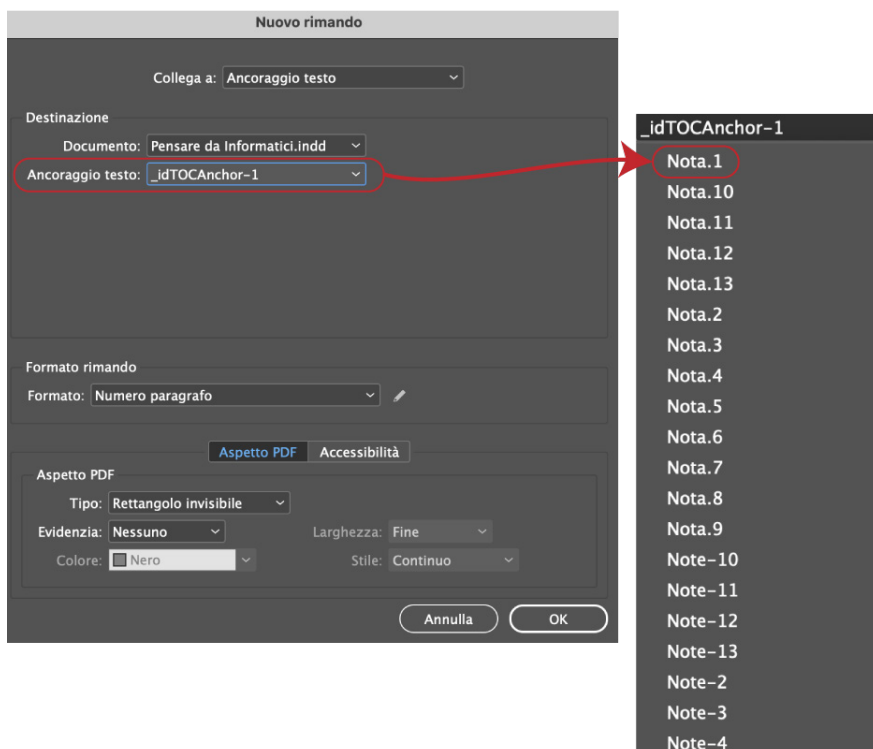 Nuovo rimando
Collega a: Ancoraggio testo
Destinazione
Documento: Pensare da Informatici.indd
Ancoraggio testo: _idTOCAnchor-1
Formato rimando
Formato: Numero paragrafo
Aspetto PDF Accessibilità
Aspetto PDF
Tipo: Rettangolo invisibile
Evidenzia: Nessuno Larghezza: Fine
Colore: Nero Stile: Continuo
Annulla OK
_idTOCAnchor-1
Nota.1
Nota.10
Nota.11
Nota.12
Nota.13
Nota.2
Nota.3
Nota.4
Nota.5
Nota.6
Nota.7
Nota.8
Nota.9
Note-10
Note-11
Note-12
Note-13
Note-2
Note-3
Note-4